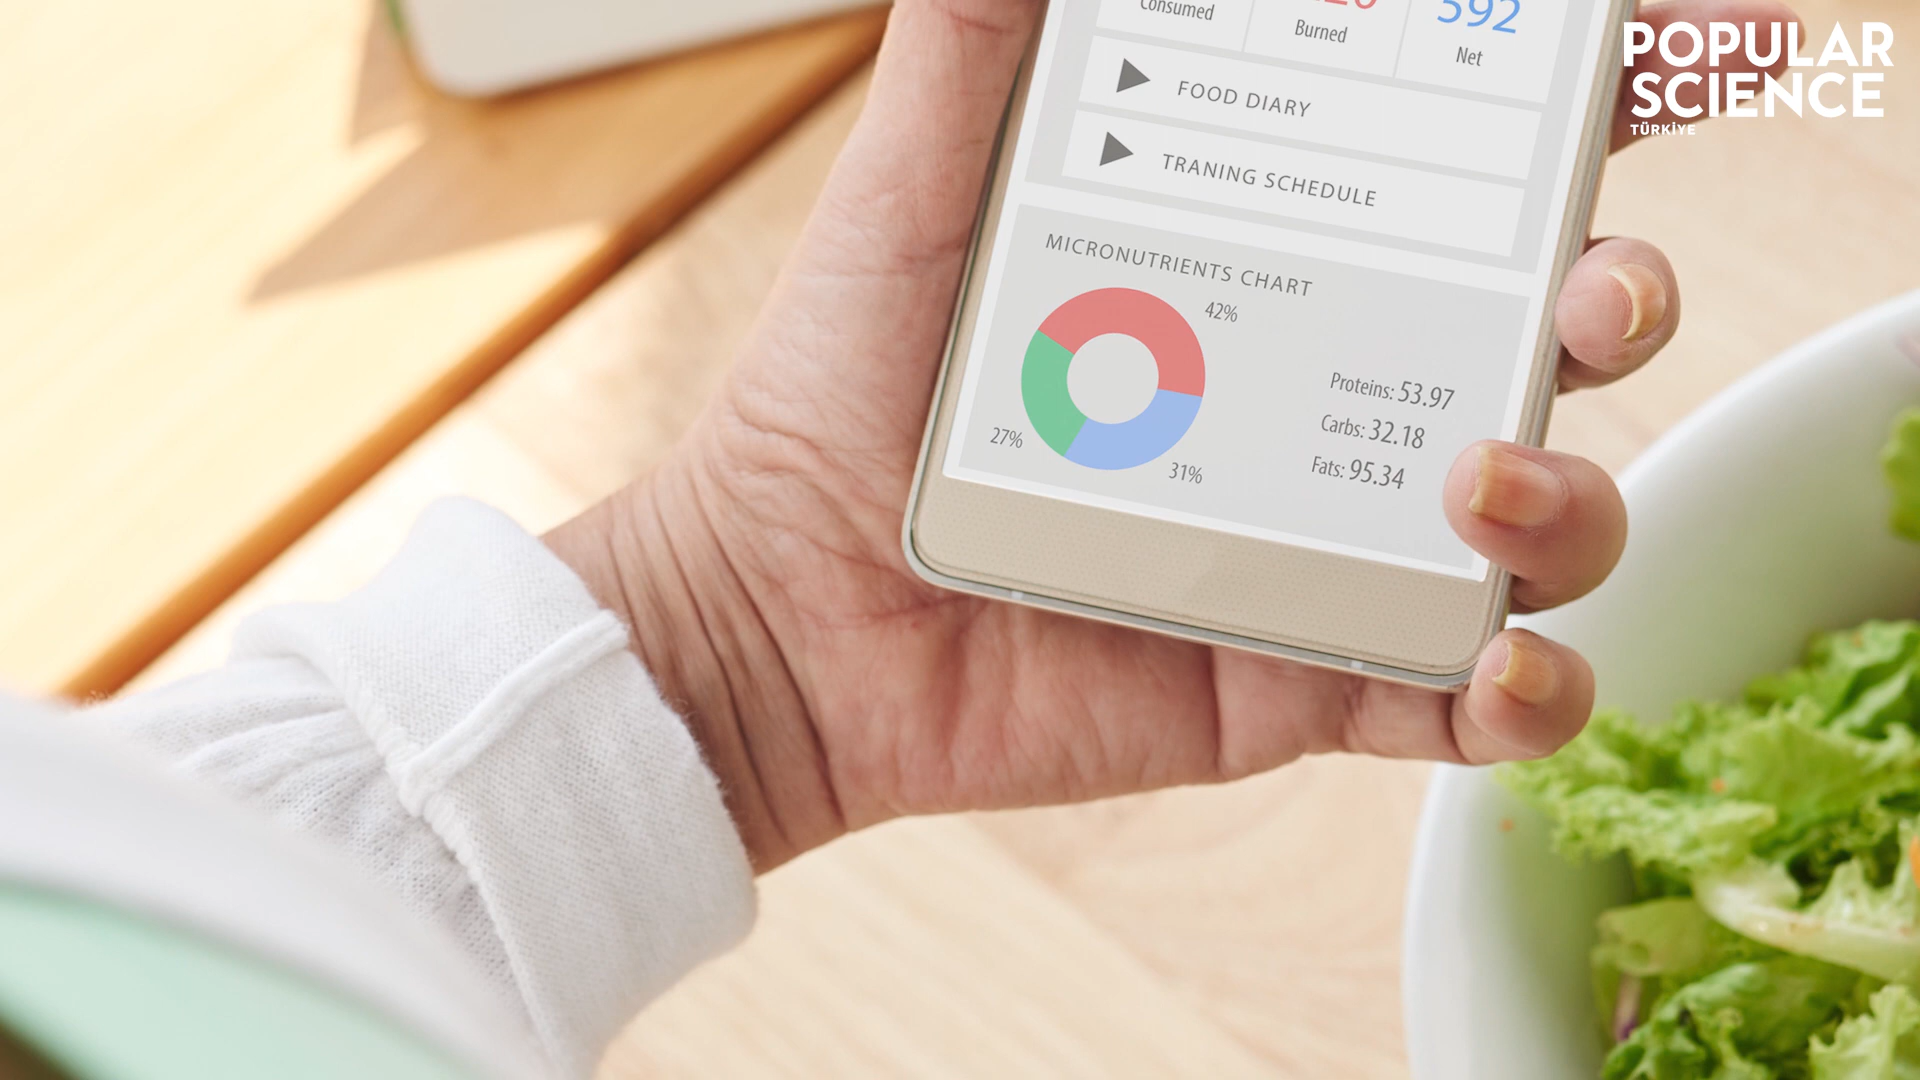 POPULAR
SCIENCE
TÜRKİYE
Consumed
Burned
592
Net
FOOD DIARY
TRANING SCHEDULE
MICRONUTRIENTS CHART
42%
27%
31%
Proteins: 53.97
Carbs: 32.18
Fats: 95.34